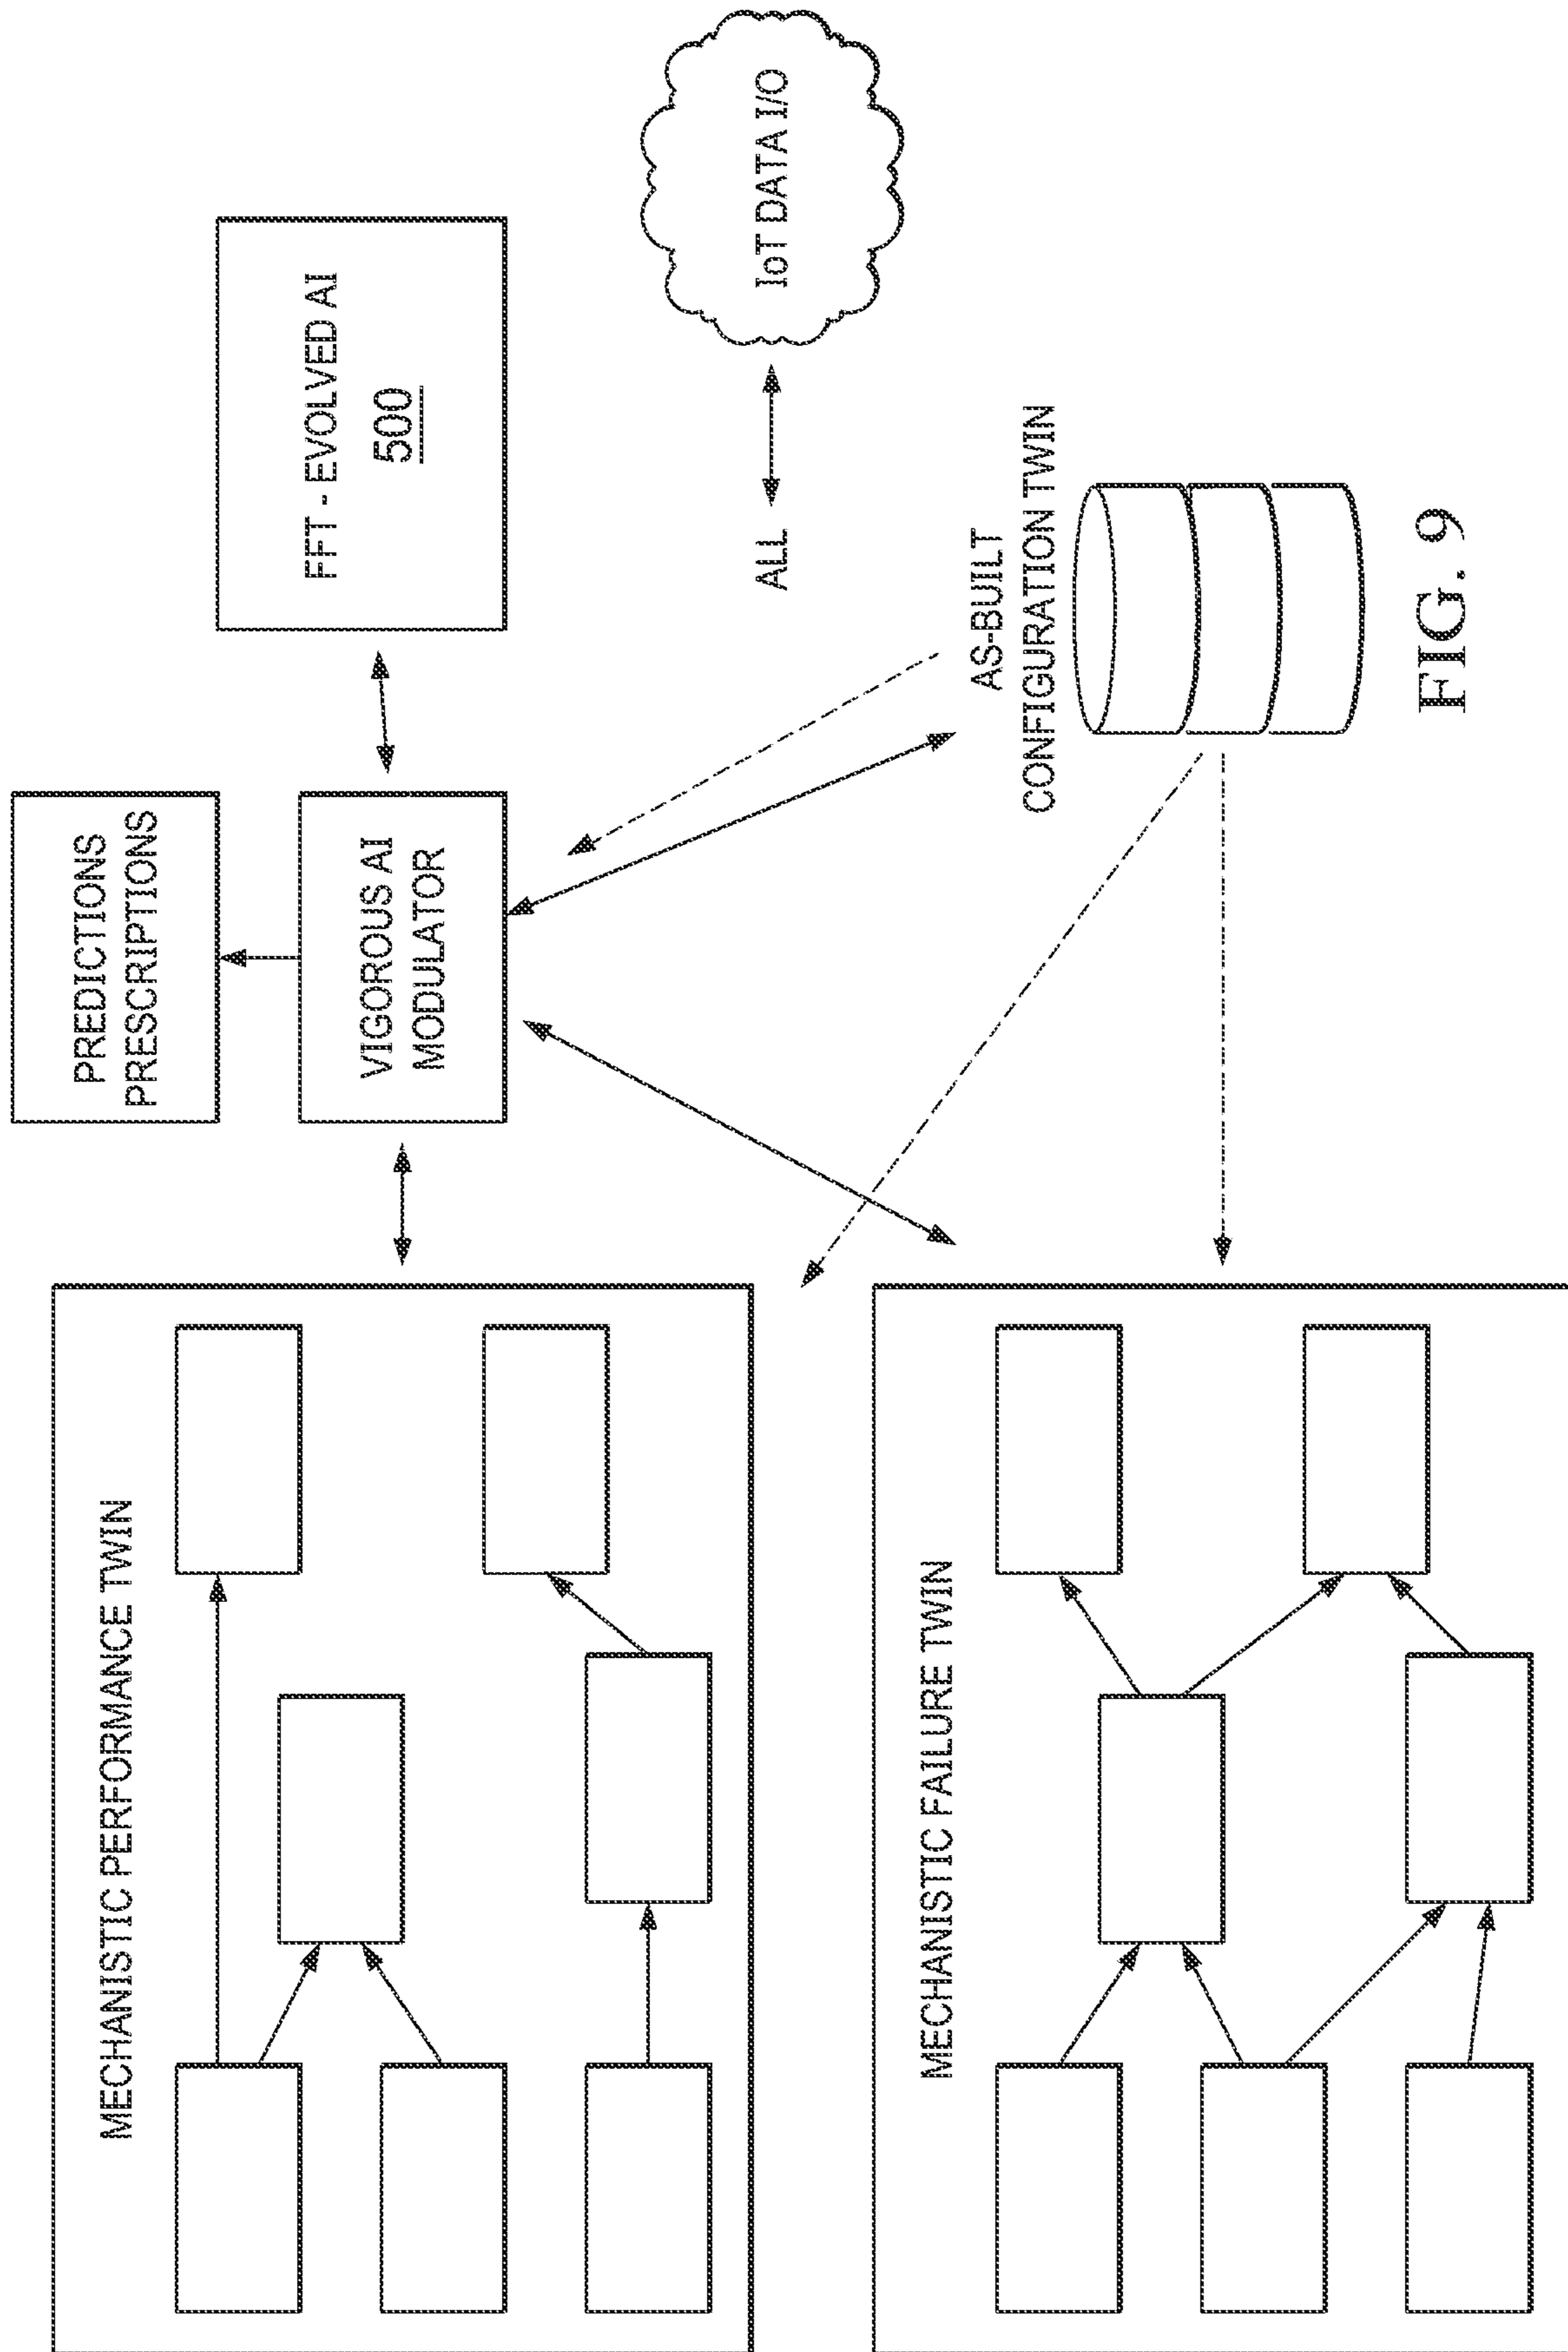 MECHANISTIC PERFORMANCE TWIN
PREDICTIONS
PRESCRIPTIONS
VIGOROUS AI
MODULATOR
FFT - EVOLVED AI
500
ALL
IoT DATA I/O
MECHANISTIC FAILURE TWIN
AS-BUILT
CONFIGURATION TWIN
FIG. 9